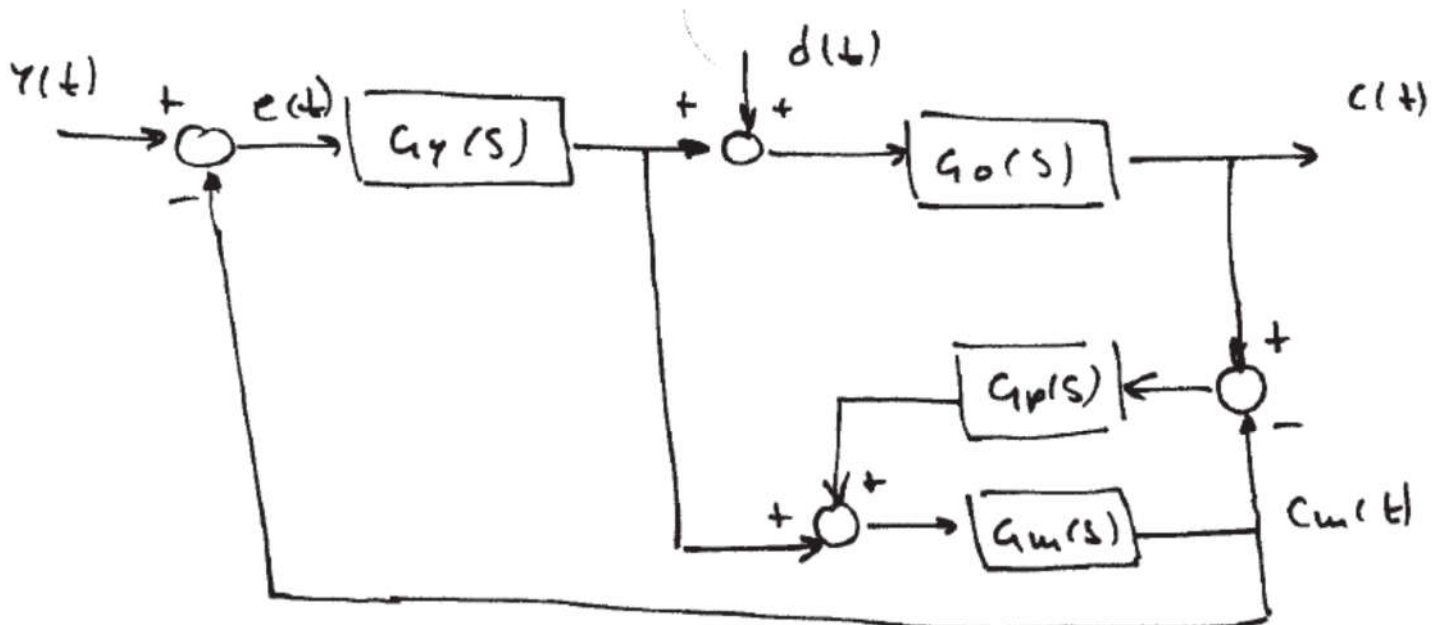 r(t) + e(t) Gr(S) + d(t) + Go(S) c(t)
-
+
Gp(S)
-
+ + Gm(S) Cm(t)